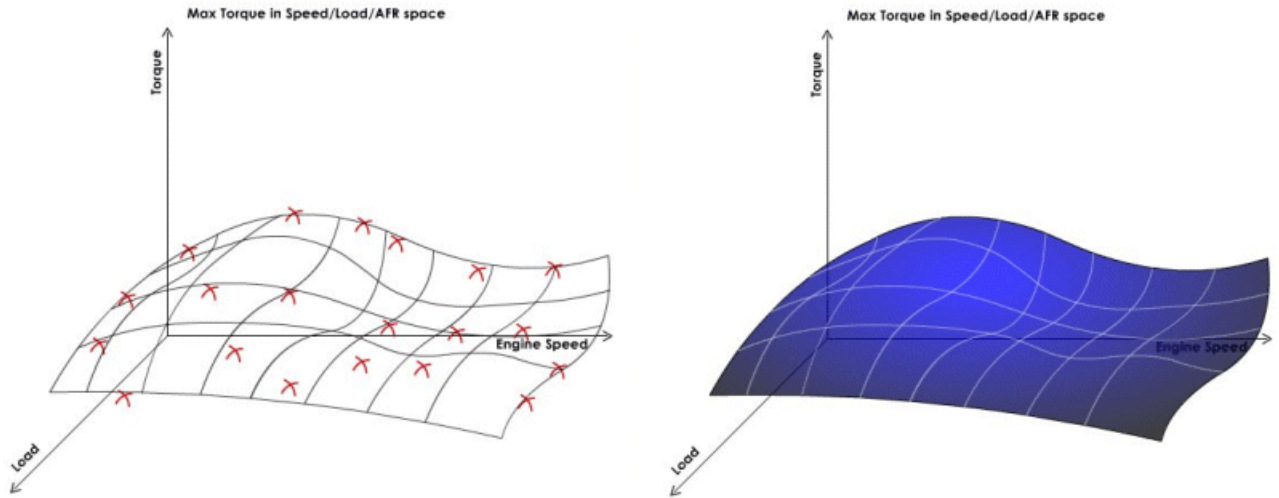 Max Torque in Speed/Load/AFR space
Torque
Engine Speed
Load
Max Torque in Speed/Load/AFR space
Torque
Engine Speed
Load